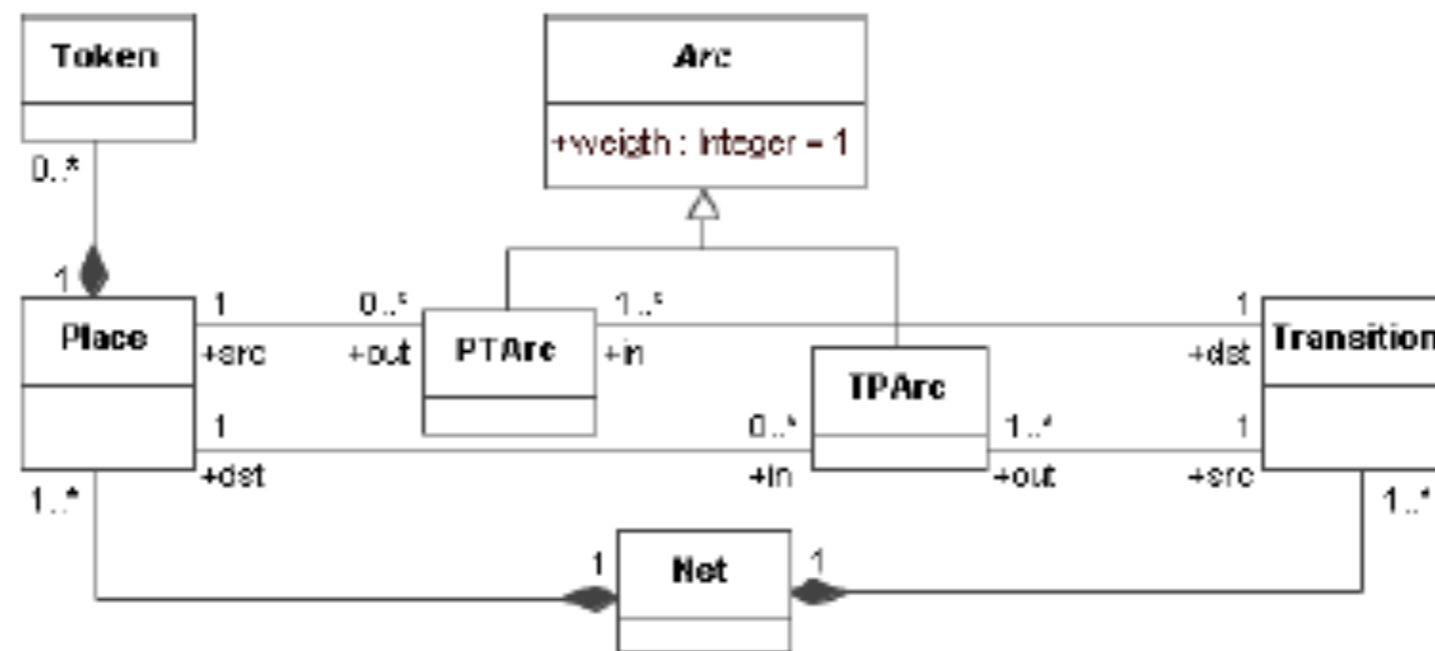 Token
Arc
+weigth : Integer = 1
0..*
1
1
0..*
1..*
1
Place
+src
+out
PTArc
+in
+dst
Transition
TPArc
1
0..*
1..*
1
+dst
+in
+out
+src
1..*
1..*
1
Net
1